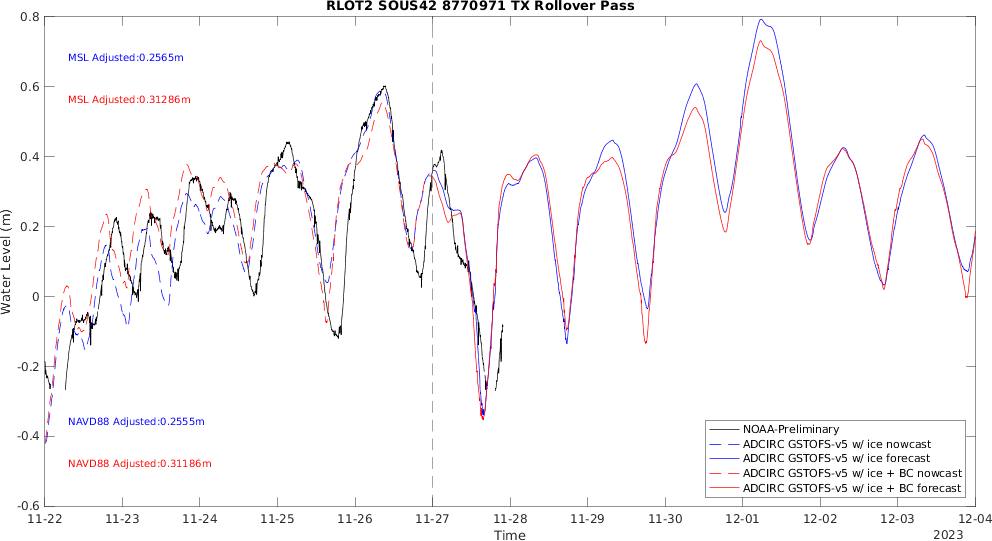 RLOT2 SOUS42 8770971 TX Rollover Pass
0.8
0.6
0.4
0.2
0
-0.2
-0.4
-0.6
Water Level (m)
MSL Adjusted:0.2565m
MSL Adjusted:0.31286m
NAVD88 Adjusted:0.2555m
NAVD88 Adjusted:0.31186m
NOAA-Preliminary
ADCIRC GSTOFS-v5 w/ ice nowcast
ADCIRC GSTOFS-v5 w/ ice forecast
ADCIRC GSTOFS-v5 w/ ice + BC nowcast
ADCIRC GSTOFS-v5 w/ ice + BC forecast
11-22 11-23 11-24 11-25 11-26 11-27 11-28 11-29 11-30 12-01 12-02 12-03 12-04
Time
2023